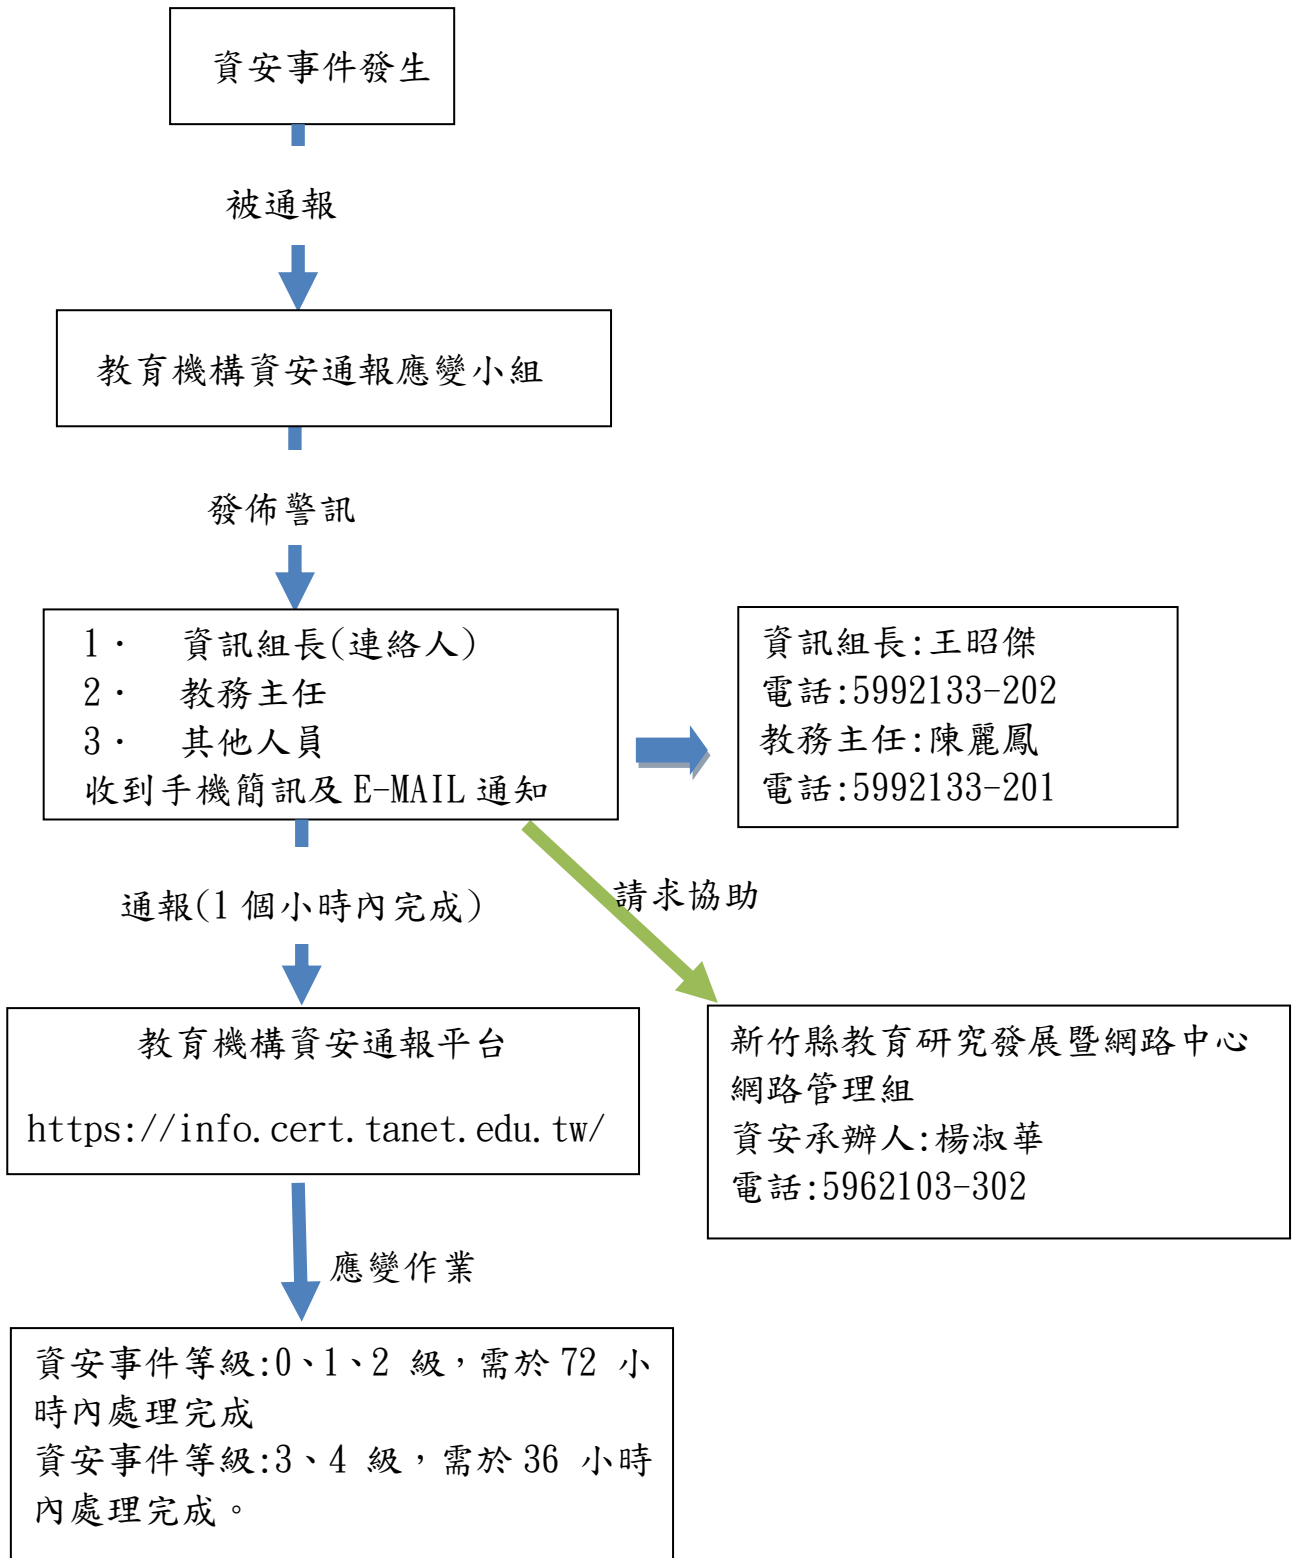 資安事件發生
被通報
教育機構資安通報應變小組
發佈警訊
1. 資訊組長(連絡人)
2. 教務主任
3. 其他人員
收到手機簡訊及 E-MAIL 通知
資訊組長:王昭傑
電話:5992133-202
教務主任:陳麗鳳
電話:5992133-201
通報(1 個小時內完成)
請求協助
教育機構資安通報平台
https://info.cert.tanet.edu.tw/
新竹縣教育研究發展暨網路中心
網路管理組
資安承辦人:楊淑華
電話:5962103-302
應變作業
資安事件等級:0、1、2 級，需於 72 小
時內處理完成
資安事件等級:3、4 級，需於 36 小時
內處理完成。